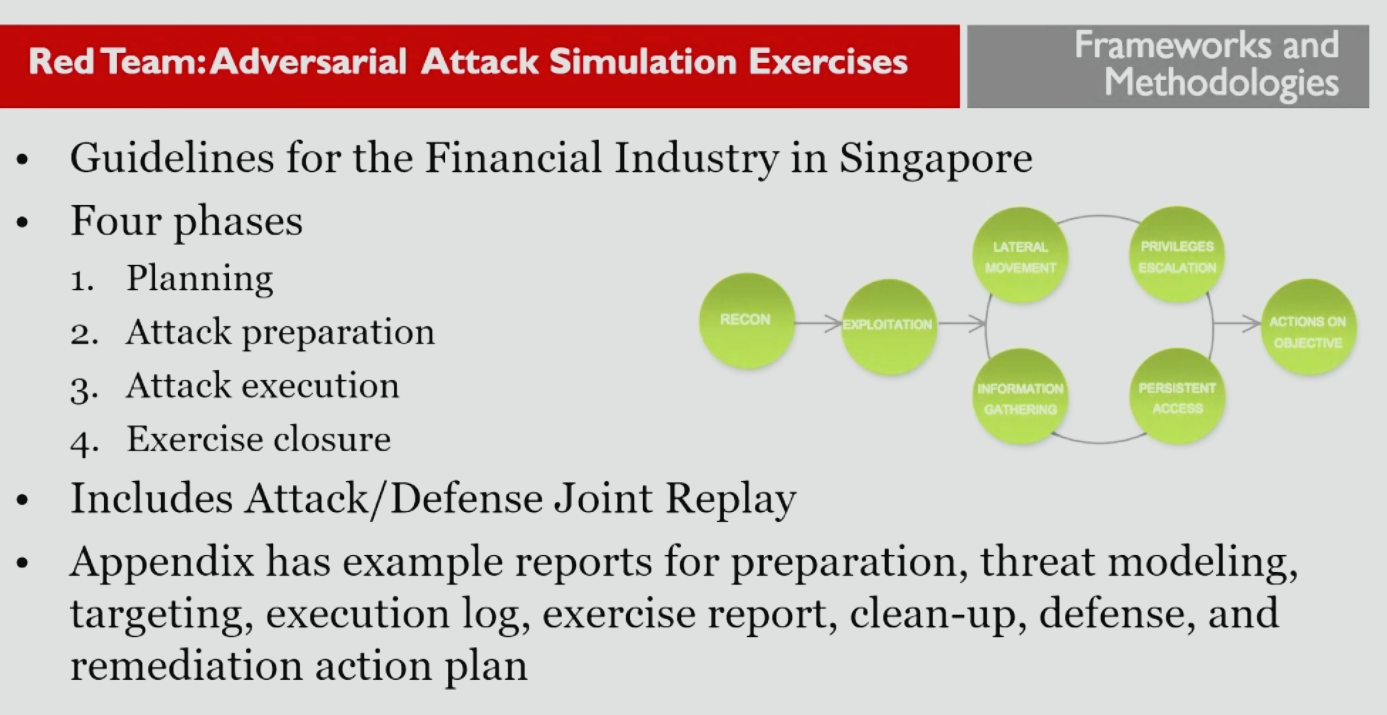 Red Team: Adversarial Attack Simulation Exercises
Frameworks and
Methodologies
• Guidelines for the Financial Industry in Singapore
• Four phases
1. Planning
2. Attack preparation
3. Attack execution
4. Exercise closure
RECON
EXPLOITATION
LATERAL
MOVEMENT
PRIVILEGES
ESCALATION
INFORMATION
GATHERING
PERSISTENT
ACCESS
ACTIONS ON
OBJECTIVE
• Includes Attack/Defense Joint Replay
• Appendix has example reports for preparation, threat modeling,
targeting, execution log, exercise report, clean-up, defense, and
remediation action plan